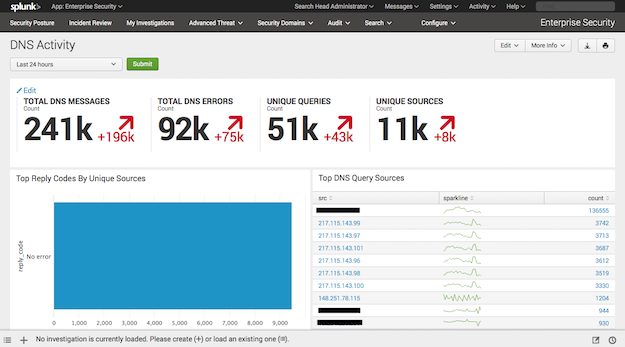 splunk> App: Enterprise Security Search Head Administrator Messages Settings Activity Help
Security Posture Incident Review My Investigations Advanced Threat Security Domains Audit Search Configure Enterprise Security
DNS Activity
Edit More Info
Last 24 hours Submit
Edit
TOTAL DNS MESSAGES TOTAL DNS ERRORS UNIQUE QUERIES UNIQUE SOURCES
Count Count Count Count
241k +196k 92k +75k 51k +43k 11k +8k
Top Reply Codes By Unique Sources Top DNS Query Sources
src sparkline count
136555
217.115.143.99 3742
217.115.143.97 3713
217.115.143.101 3687
217.115.143.96 3612
217.115.143.98 3519
217.115.143.100 3330
148.251.78.115 1204
944
930
reply_code
No error
0 1,000 2,000 3,000 4,000 5,000 6,000 7,000 8,000 9,000
No investigation is currently loaded. Please create (+) or load an existing one (≡).